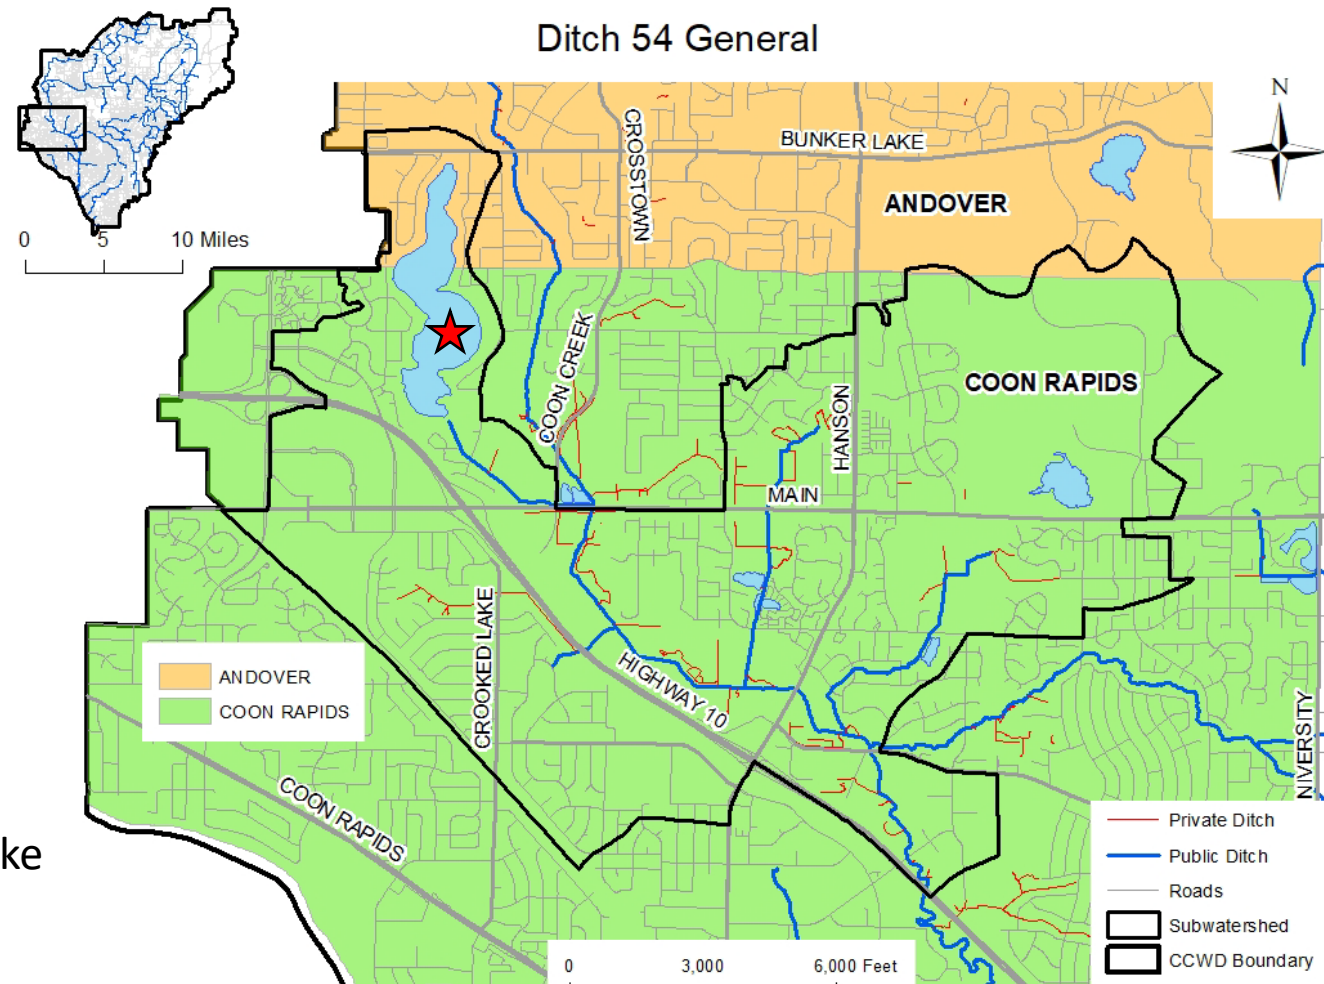 Ditch 54 General
N
0 5 10 Miles
CROSSTOWN
BUNKER LAKE
ANDOVER
COON CREEK
COON RAPIDS
HANSON
MAIN
CROOKED LAKE
HIGHWAY 10
ANDOVER
COON RAPIDS
NIVERSITY
COON RAPIDS
ke
Private Ditch
Public Ditch
Roads
Subwatershed
CCWD Boundary
0 3,000 6,000 Feet